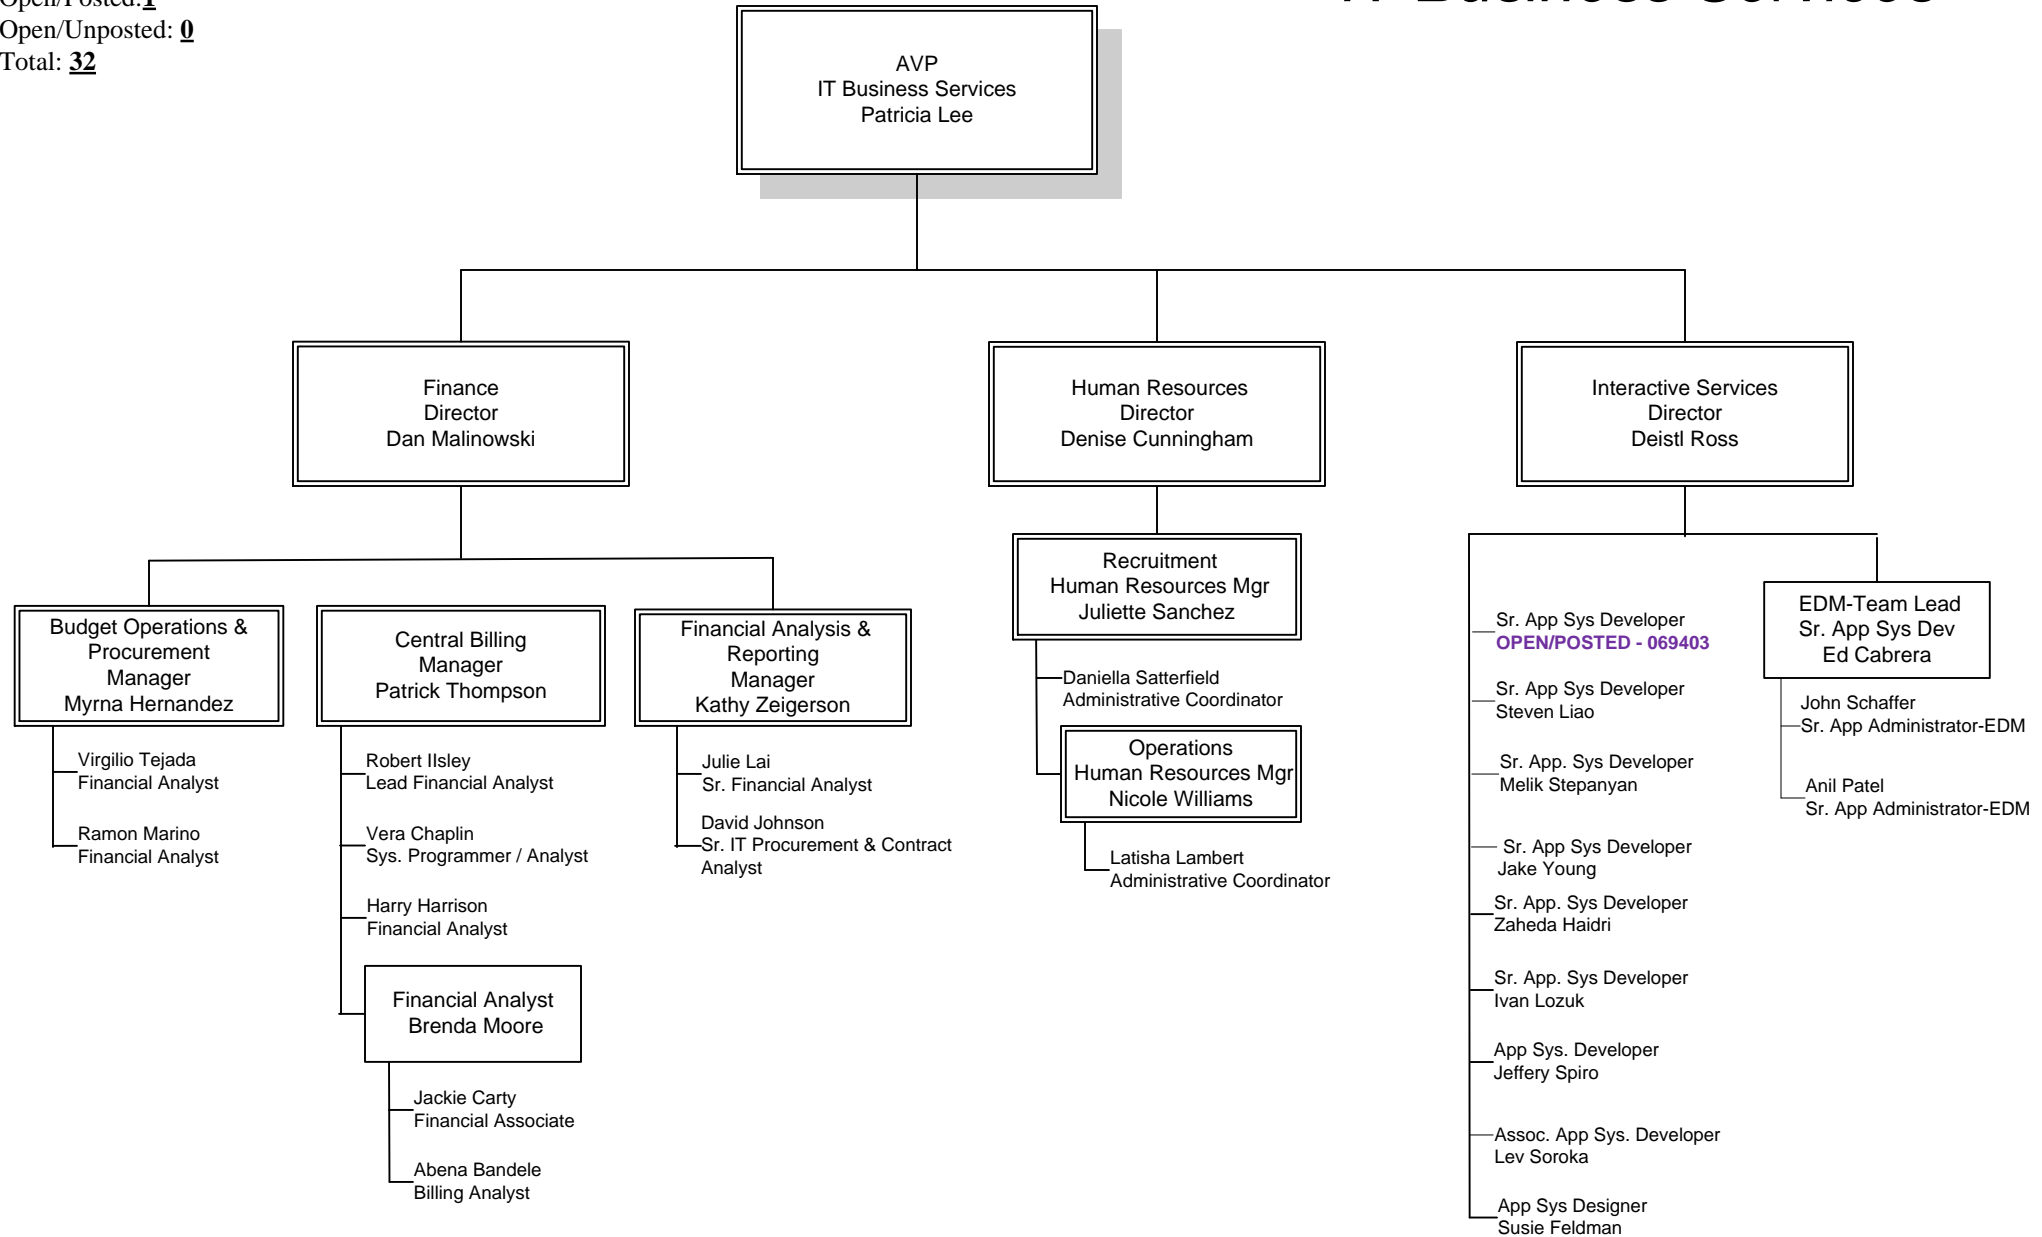 Open/Posted:1
Open/Unposted: 0
Total: 32
IT Business Services
AVP
IT Business Services
Patricia Lee
Finance
Director
Dan Malinowski
Human Resources
Director
Denise Cunningham
Interactive Services
Director
Deistl Ross
Budget Operations &
Procurement
Manager
Myrna Hernandez
Virgilio Tejada
Financial Analyst
Ramon Marino
Financial Analyst
Central Billing
Manager
Patrick Thompson
Robert Ilsley
Lead Financial Analyst
Vera Chaplin
Sys. Programmer / Analyst
Harry Harrison
Financial Analyst
Financial Analyst
Brenda Moore
Jackie Carty
Financial Associate
Abena Bandele
Billing Analyst
Financial Analysis &
Reporting
Manager
Kathy Zeigerson
Julie Lai
Sr. Financial Analyst
David Johnson
Sr. IT Procurement & Contract
Analyst
Recruitment
Human Resources Mgr
Juliette Sanchez
Daniella Satterfield
Administrative Coordinator
Operations
Human Resources Mgr
Nicole Williams
Latisha Lambert
Administrative Coordinator
Sr. App Sys Developer
OPEN/POSTED - 069403
Sr. App Sys Developer
Steven Liao
Sr. App. Sys Developer
Melik Stepanyan
Sr. App Sys Developer
Jake Young
Sr. App. Sys Developer
Zaheda Haidri
Sr. App. Sys Developer
Ivan Lozuk
App Sys. Developer
Jeffery Spiro
Assoc. App Sys. Developer
Lev Soroka
App Sys Designer
Susie Feldman
EDM-Team Lead
Sr. App Sys Dev
Ed Cabrera
John Schaffer
Sr. App Administrator-EDM
Anil Patel
Sr. App Administrator-EDM